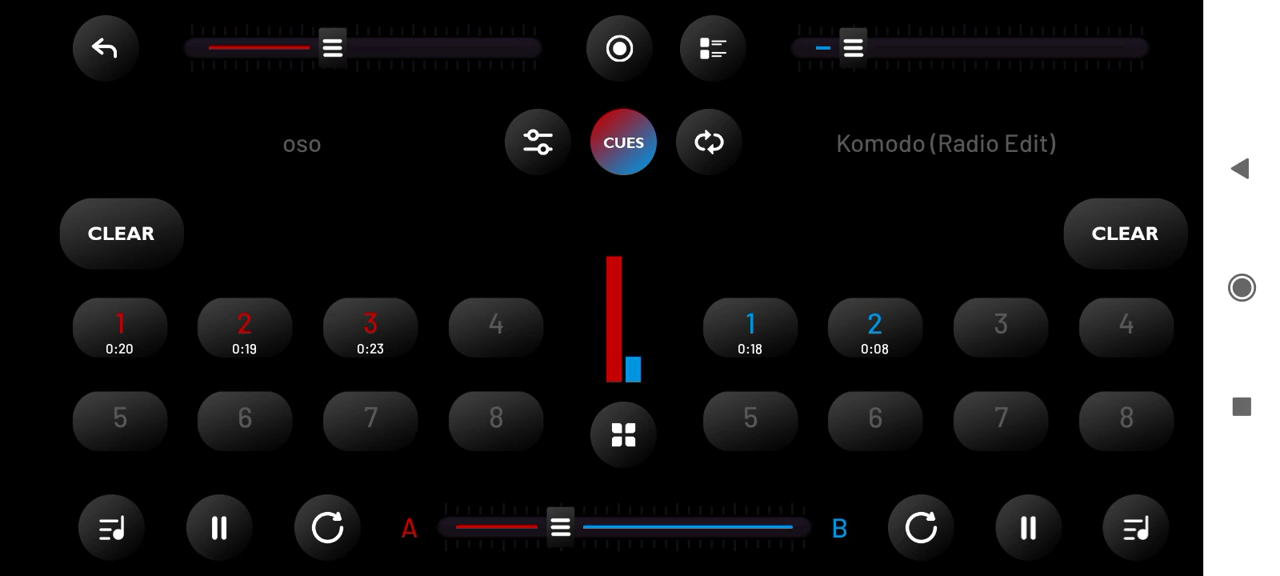 oso
CUES
Komodo (Radio Edit)
CLEAR
CLEAR
1 2 3 4
0:20 0:19 0:23
1 2 3 4
0:18 0:08
5 6 7 8
5 6 7 8
A B